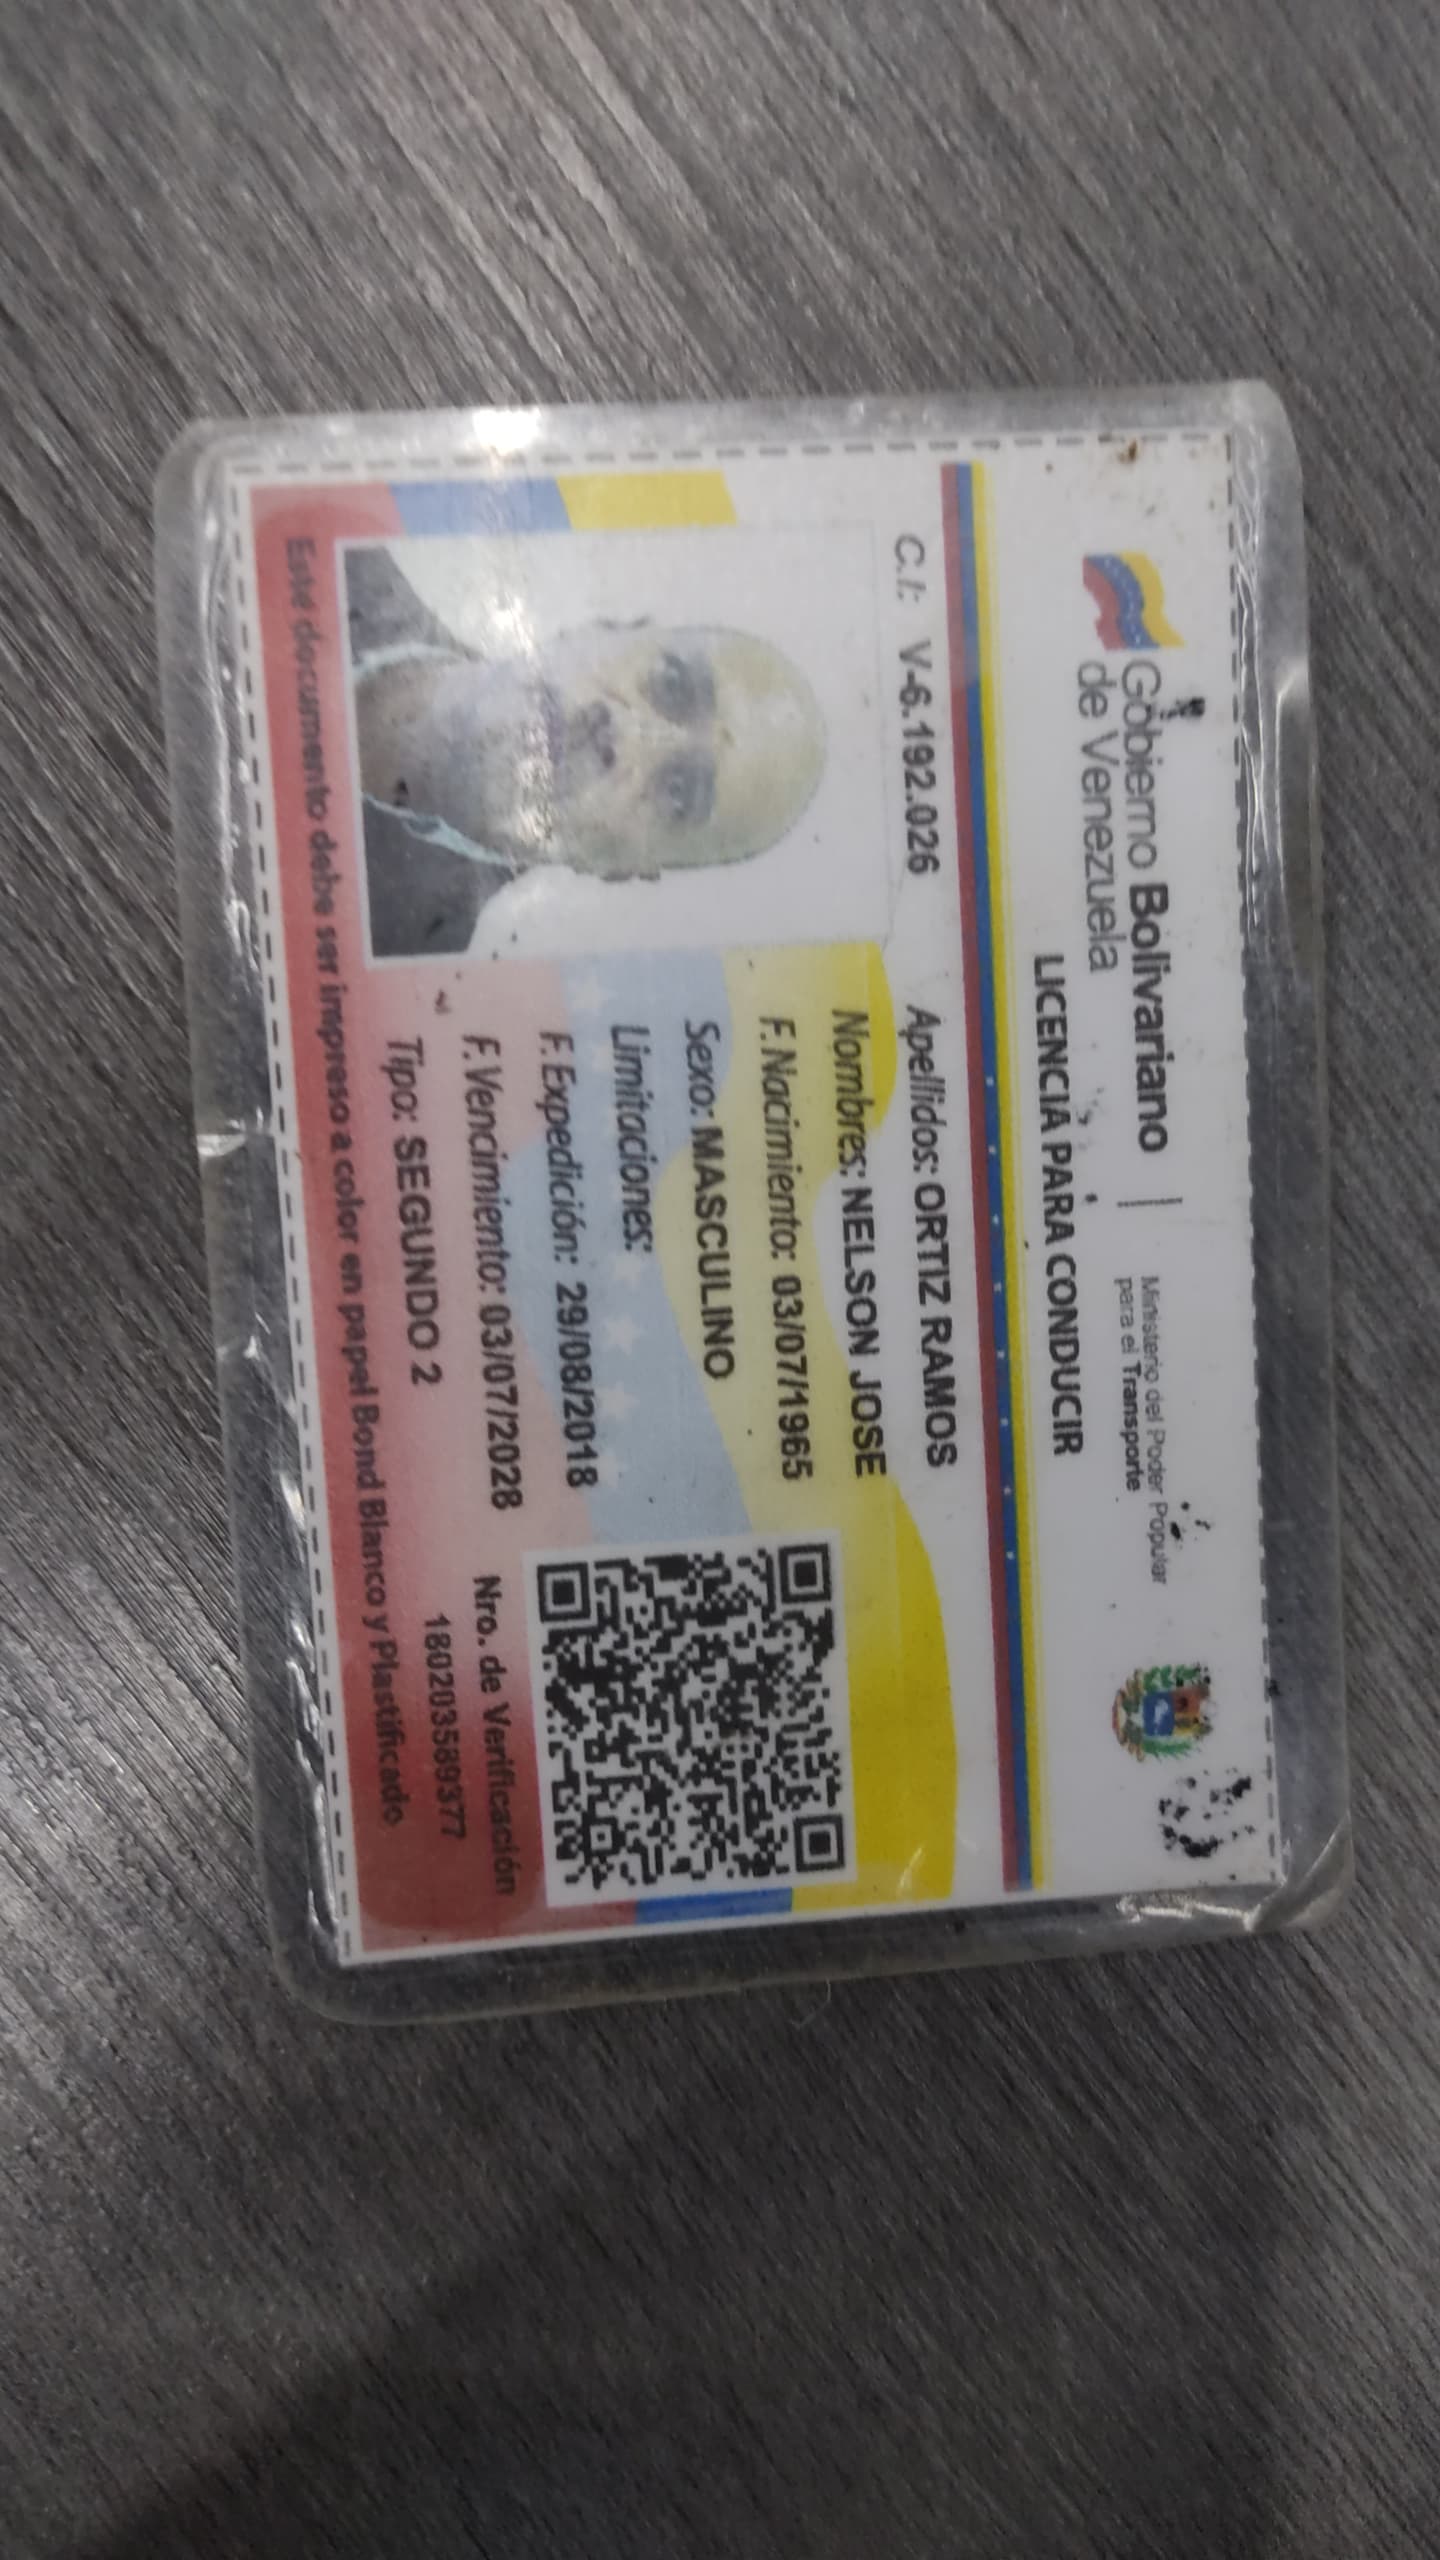 Gobierno Bolivariano
de Venezuela
Ministerio del Poder Popular
para el Transporte
LICENCIA PARA CONDUCIR
C.I: V-6.192.026
Apellidos: ORTIZ RAMOS
Nombres: NELSON JOSE
F.Nacimiento: 03/07/1965
Sexo: MASCULINO
Limitaciones:
F.Expedición: 29/08/2018
F.Vencimiento: 03/07/2028
Tipo: SEGUNDO 2
Nro. de Verificación
180203589377
Este documento debe ser impreso a color en papel Bond Blanco y Plastificado